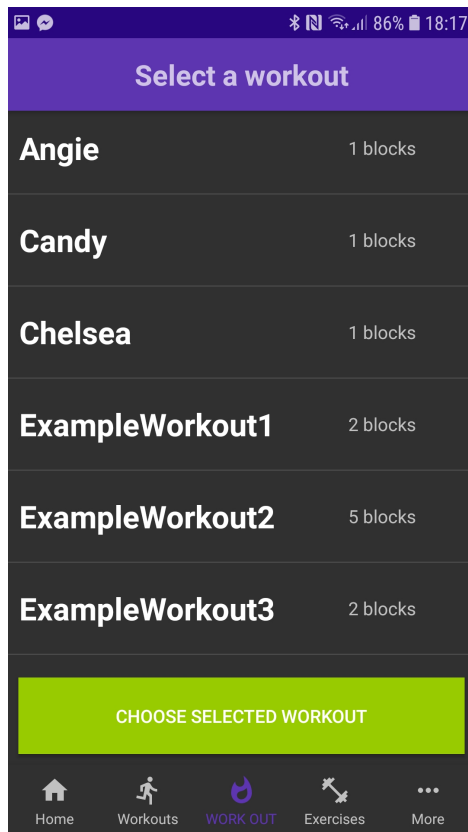 86% 18:17
Select a workout
Angie 1 blocks
Candy 1 blocks
Chelsea 1 blocks
ExampleWorkout1 2 blocks
ExampleWorkout2 5 blocks
ExampleWorkout3 2 blocks
CHOOSE SELECTED WORKOUT
Home Workouts WORK OUT Exercises More